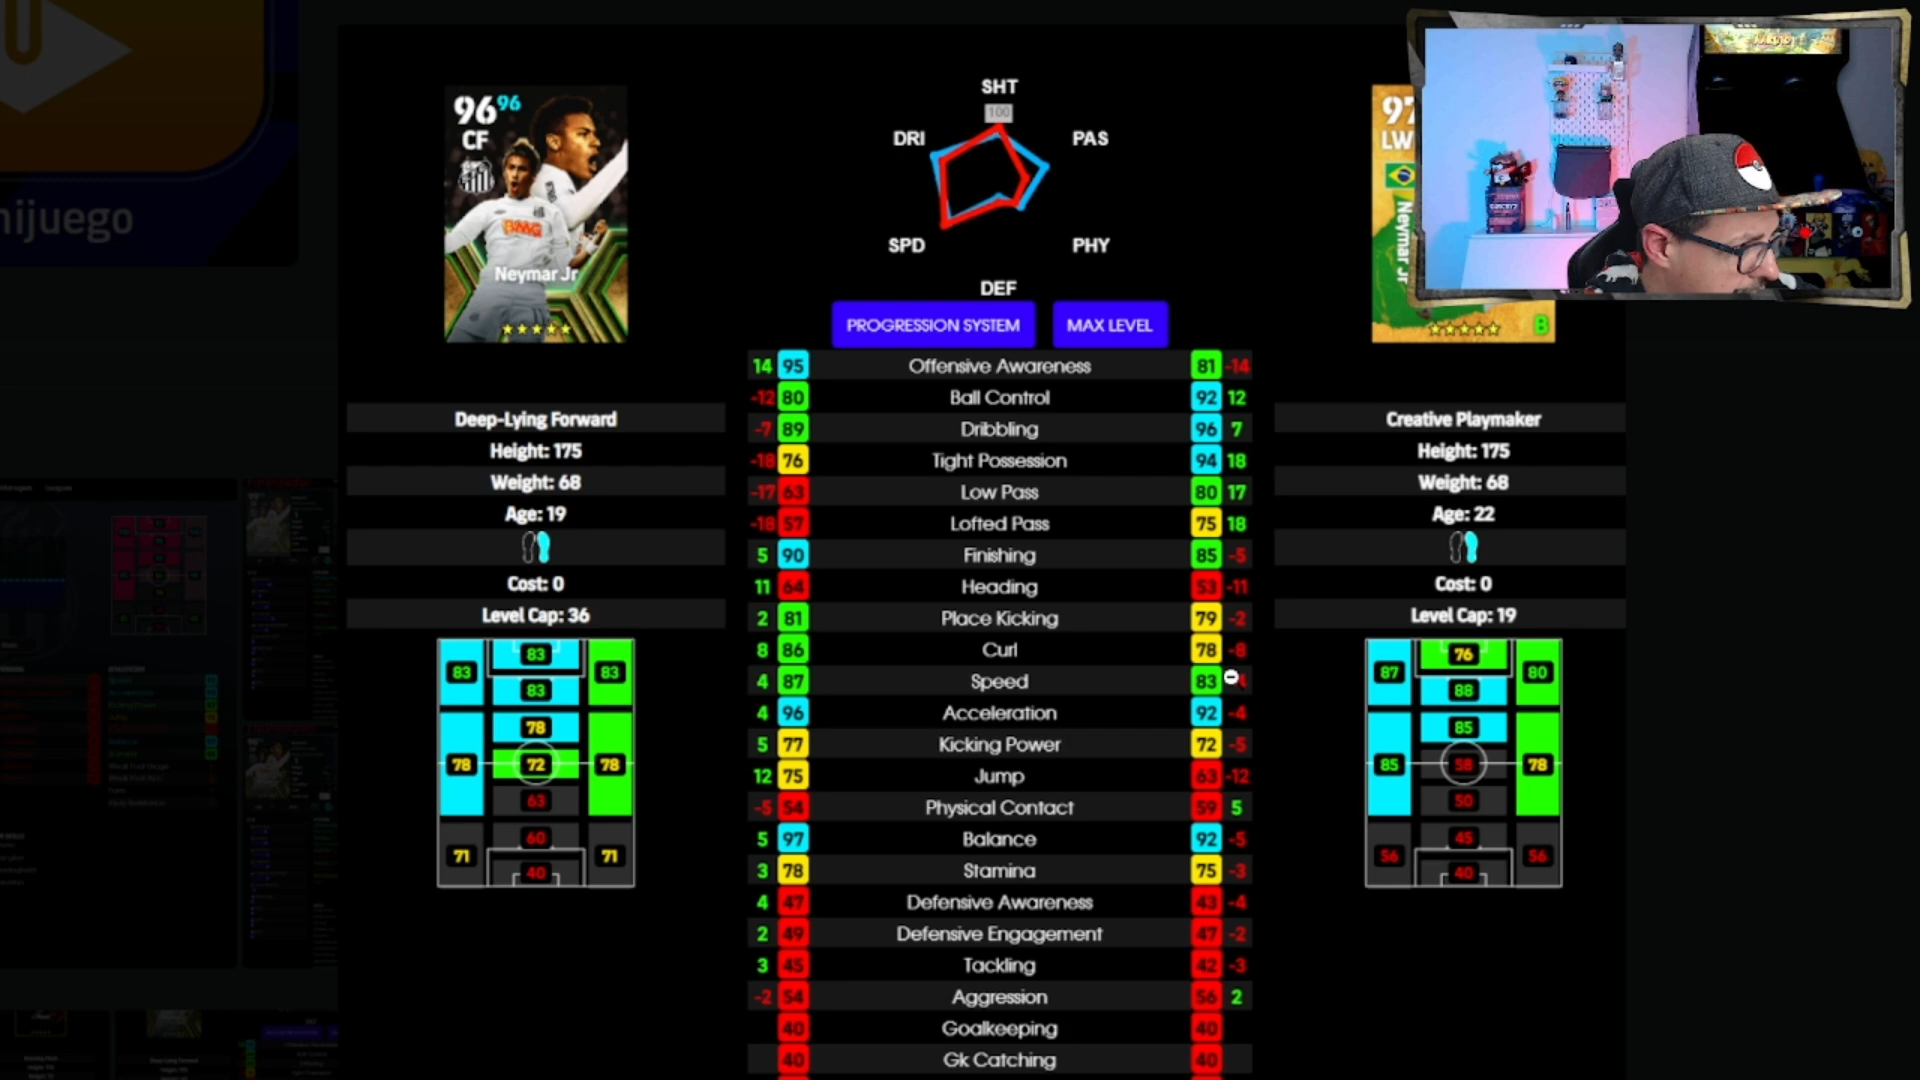 nijuego
96 96
CF
Neymar Jr
SHT
100
DRI
PAS
SPD
PHY
DEF
PROGRESSION SYSTEM
MAX LEVEL
LW
Neymar Jr
B
Deep-Lying Forward
Height: 175
Weight: 68
Age: 19
Cost: 0
Level Cap: 36
83
83 83 83
78
78 72 78
63
60
71 71
40
14 95 Offensive Awareness 81 -14
-12 80 Ball Control 92 12
-7 89 Dribbling 96 7
-18 76 Tight Possession 94 18
-17 63 Low Pass 80 17
-18 57 Lofted Pass 75 18
5 90 Finishing 85 -5
11 64 Heading 53 -11
2 81 Place Kicking 79 -2
8 86 Curl 78 -8
4 87 Speed 83
4 96 Acceleration 92 -4
5 77 Kicking Power 72 -5
12 75 Jump 63 -12
-5 54 Physical Contact 59 5
5 97 Balance 92 -5
3 78 Stamina 75 -3
4 47 Defensive Awareness 43 -4
2 49 Defensive Engagement 47 -2
3 45 Tackling 42 -3
-2 54 Aggression 56 2
40 Goalkeeping 40
40 Gk Catching 40
Creative Playmaker
Height: 175
Weight: 68
Age: 22
Cost: 0
Level Cap: 19
76
87 88 80
85
85 58 78
50
45
56 56
40